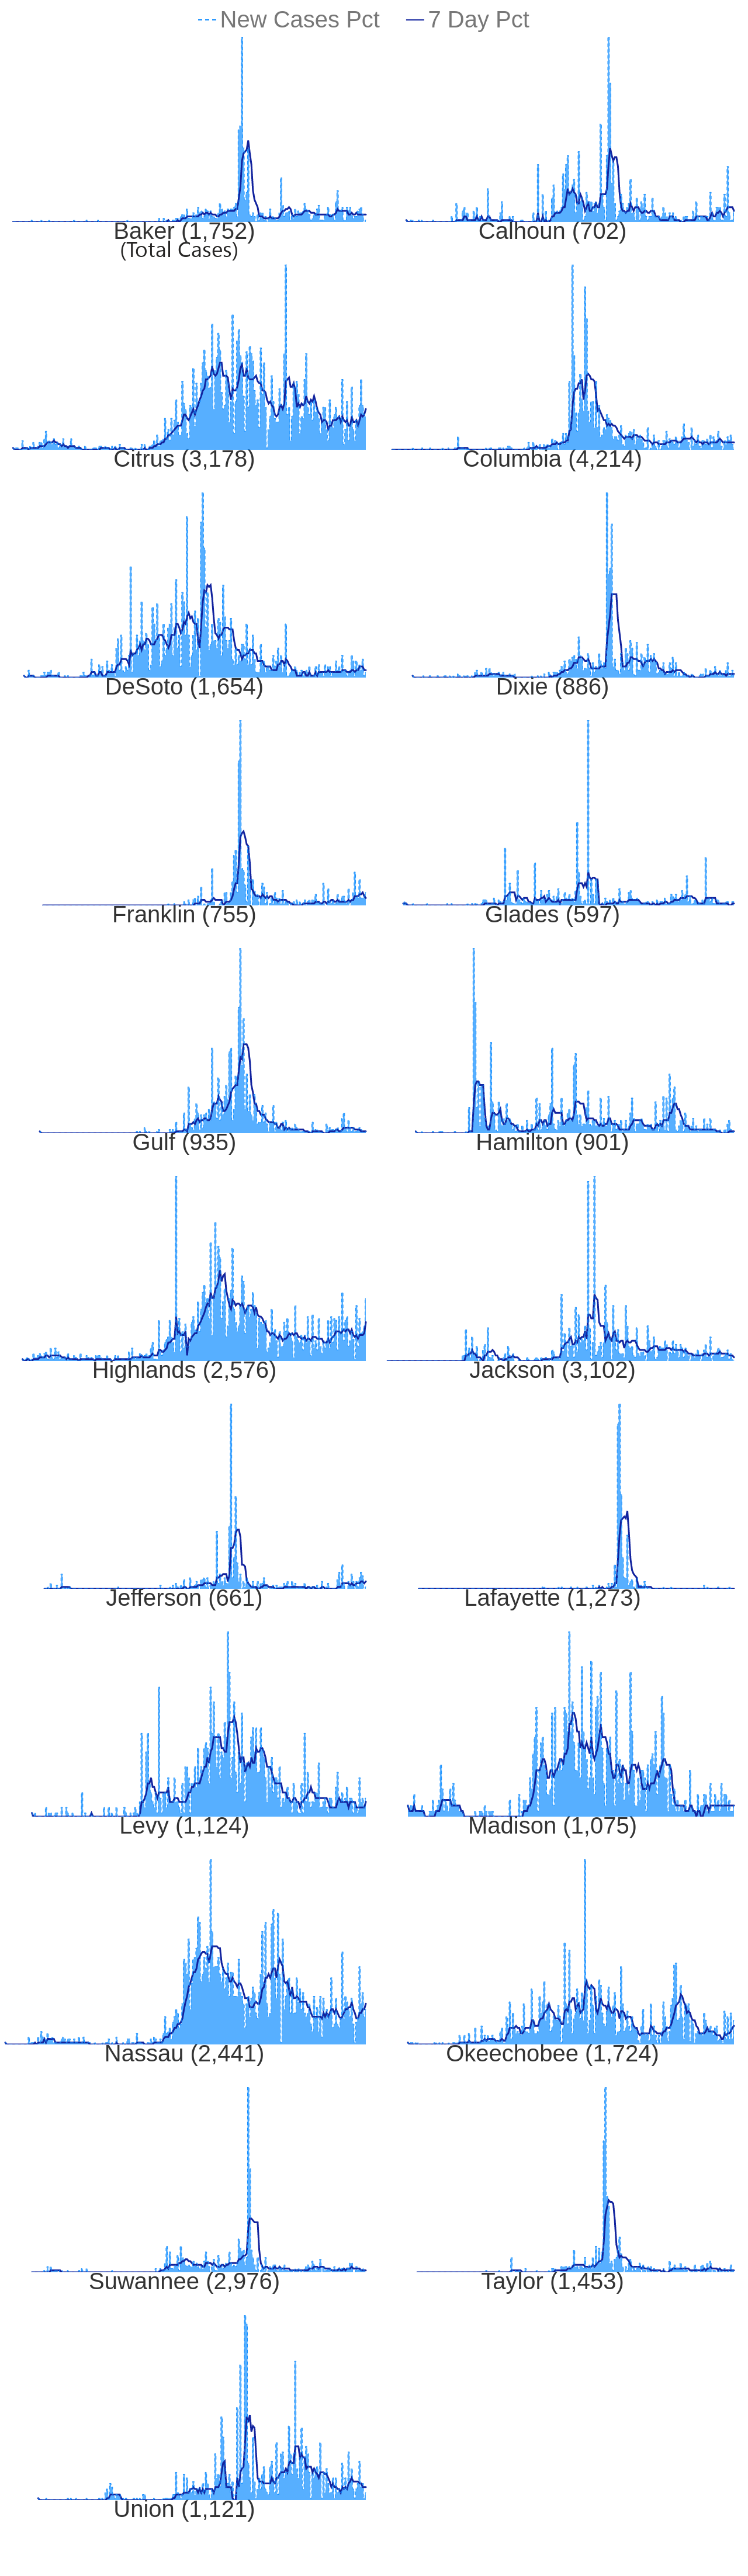 New Cases Pct 7 Day Pct
Baker (1,752) Calhoun (702)
(Total Cases)
Citrus (3,178) Columbia (4,214)
DeSoto (1,654) Dixie (886)
Franklin (755) Glades (597)
Gulf (935) Hamilton (901)
Highlands (2,576) Jackson (3,102)
Jefferson (661) Lafayette (1,273)
Levy (1,124) Madison (1,075)
Nassau (2,441) Okeechobee (1,724)
Suwannee (2,976) Taylor (1,453)
Union (1,121)